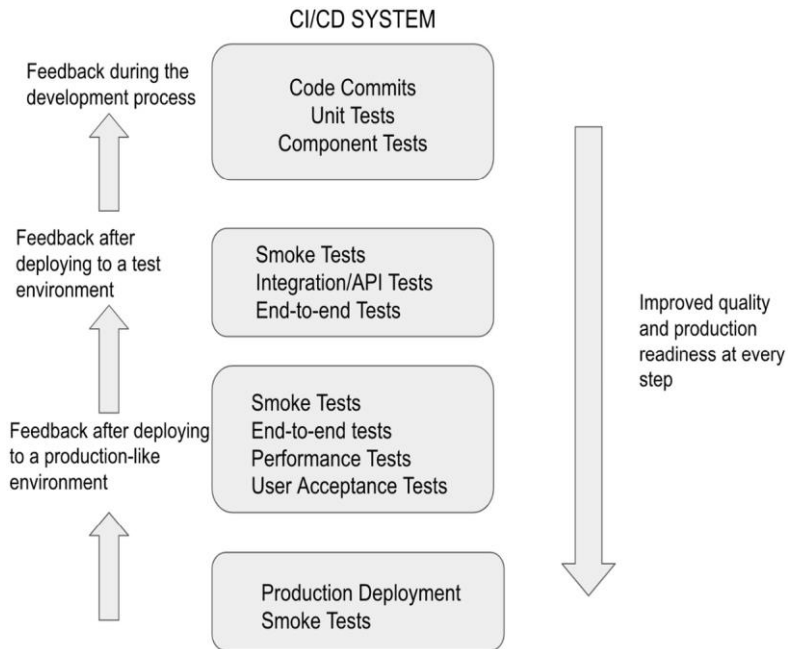 CI/CD SYSTEM
Feedback during the
development process
Code Commits
Unit Tests
Component Tests
Feedback after
deploying to a test
environment
Smoke Tests
Integration/API Tests
End-to-end Tests
Improved quality
and production
readiness at every
step
Feedback after deploying
to a production-like
environment
Smoke Tests
End-to-end tests
Performance Tests
User Acceptance Tests
Production Deployment
Smoke Tests